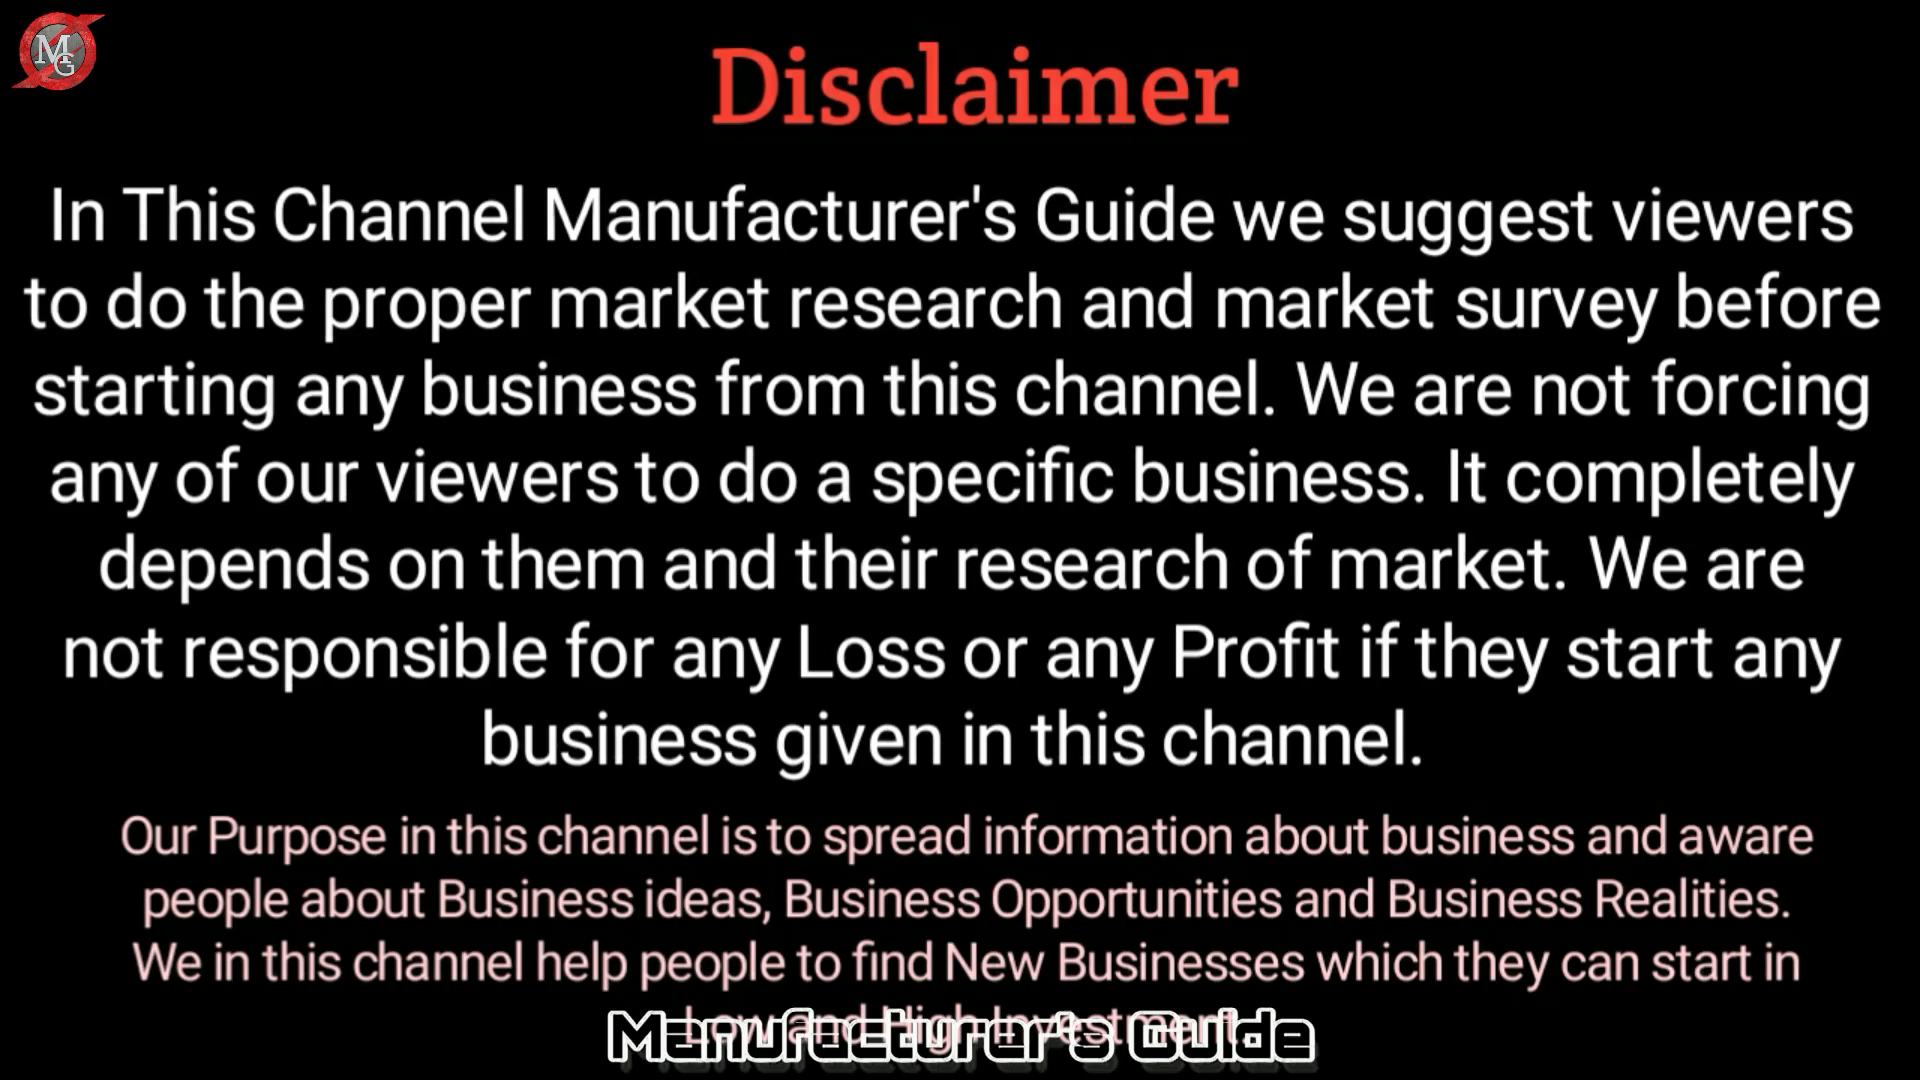 MG
Disclaimer
In This Channel Manufacturer's Guide we suggest viewers
to do the proper market research and market survey before
starting any business from this channel. We are not forcing
any of our viewers to do a specific business. It completely
depends on them and their research of market. We are
not responsible for any Loss or any Profit if they start any
business given in this channel.
Our Purpose in this channel is to spread information about business and aware
people about Business ideas, Business Opportunities and Business Realities.
We in this channel help people to find New Businesses which they can start in
Low and High Investment.
Manufacturer's Guide